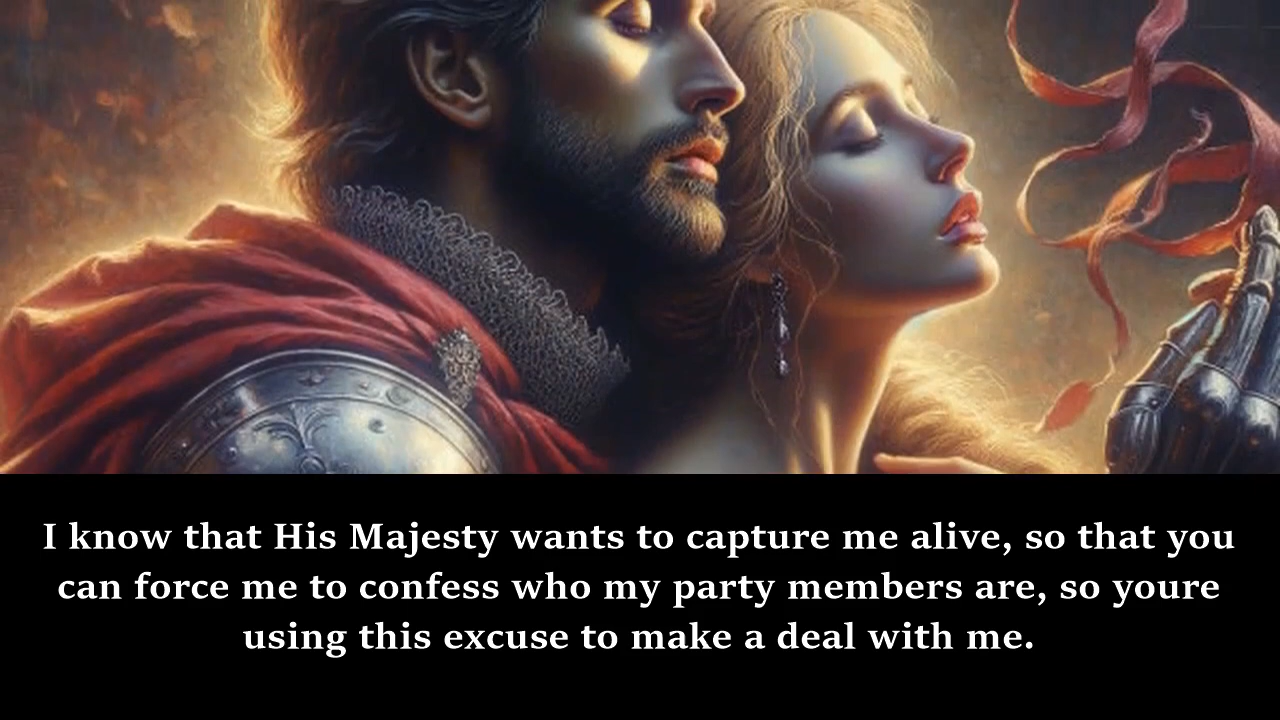 I know that His Majesty wants to capture me alive, so that you
can force me to confess who my party members are, so youre
using this excuse to make a deal with me.